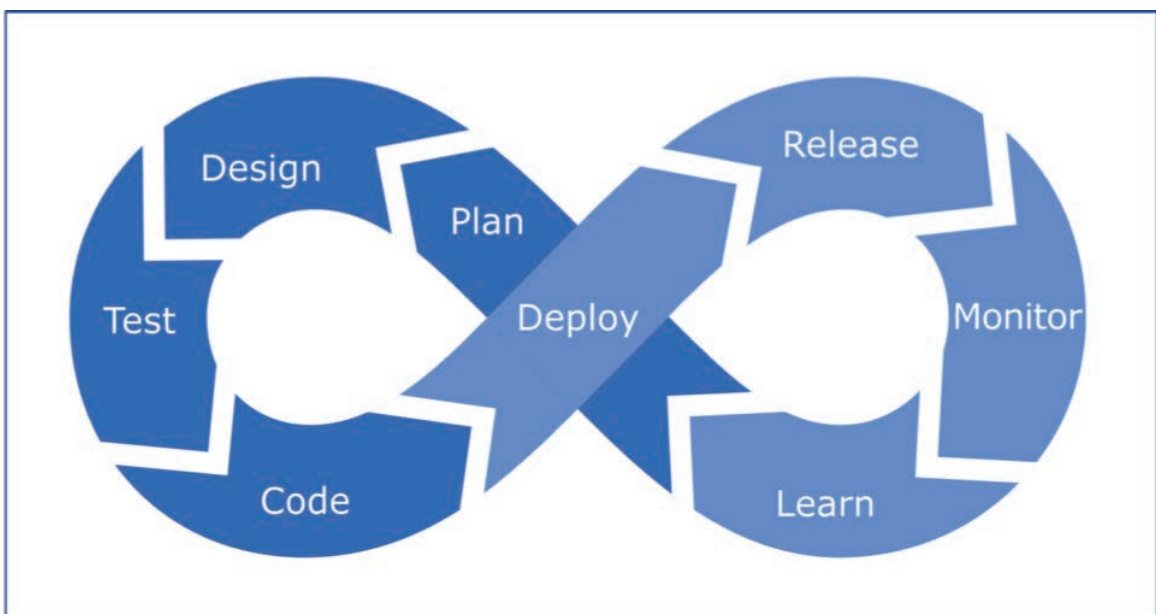 Design
Release
Plan
Test
Deploy
Monitor
Code
Learn